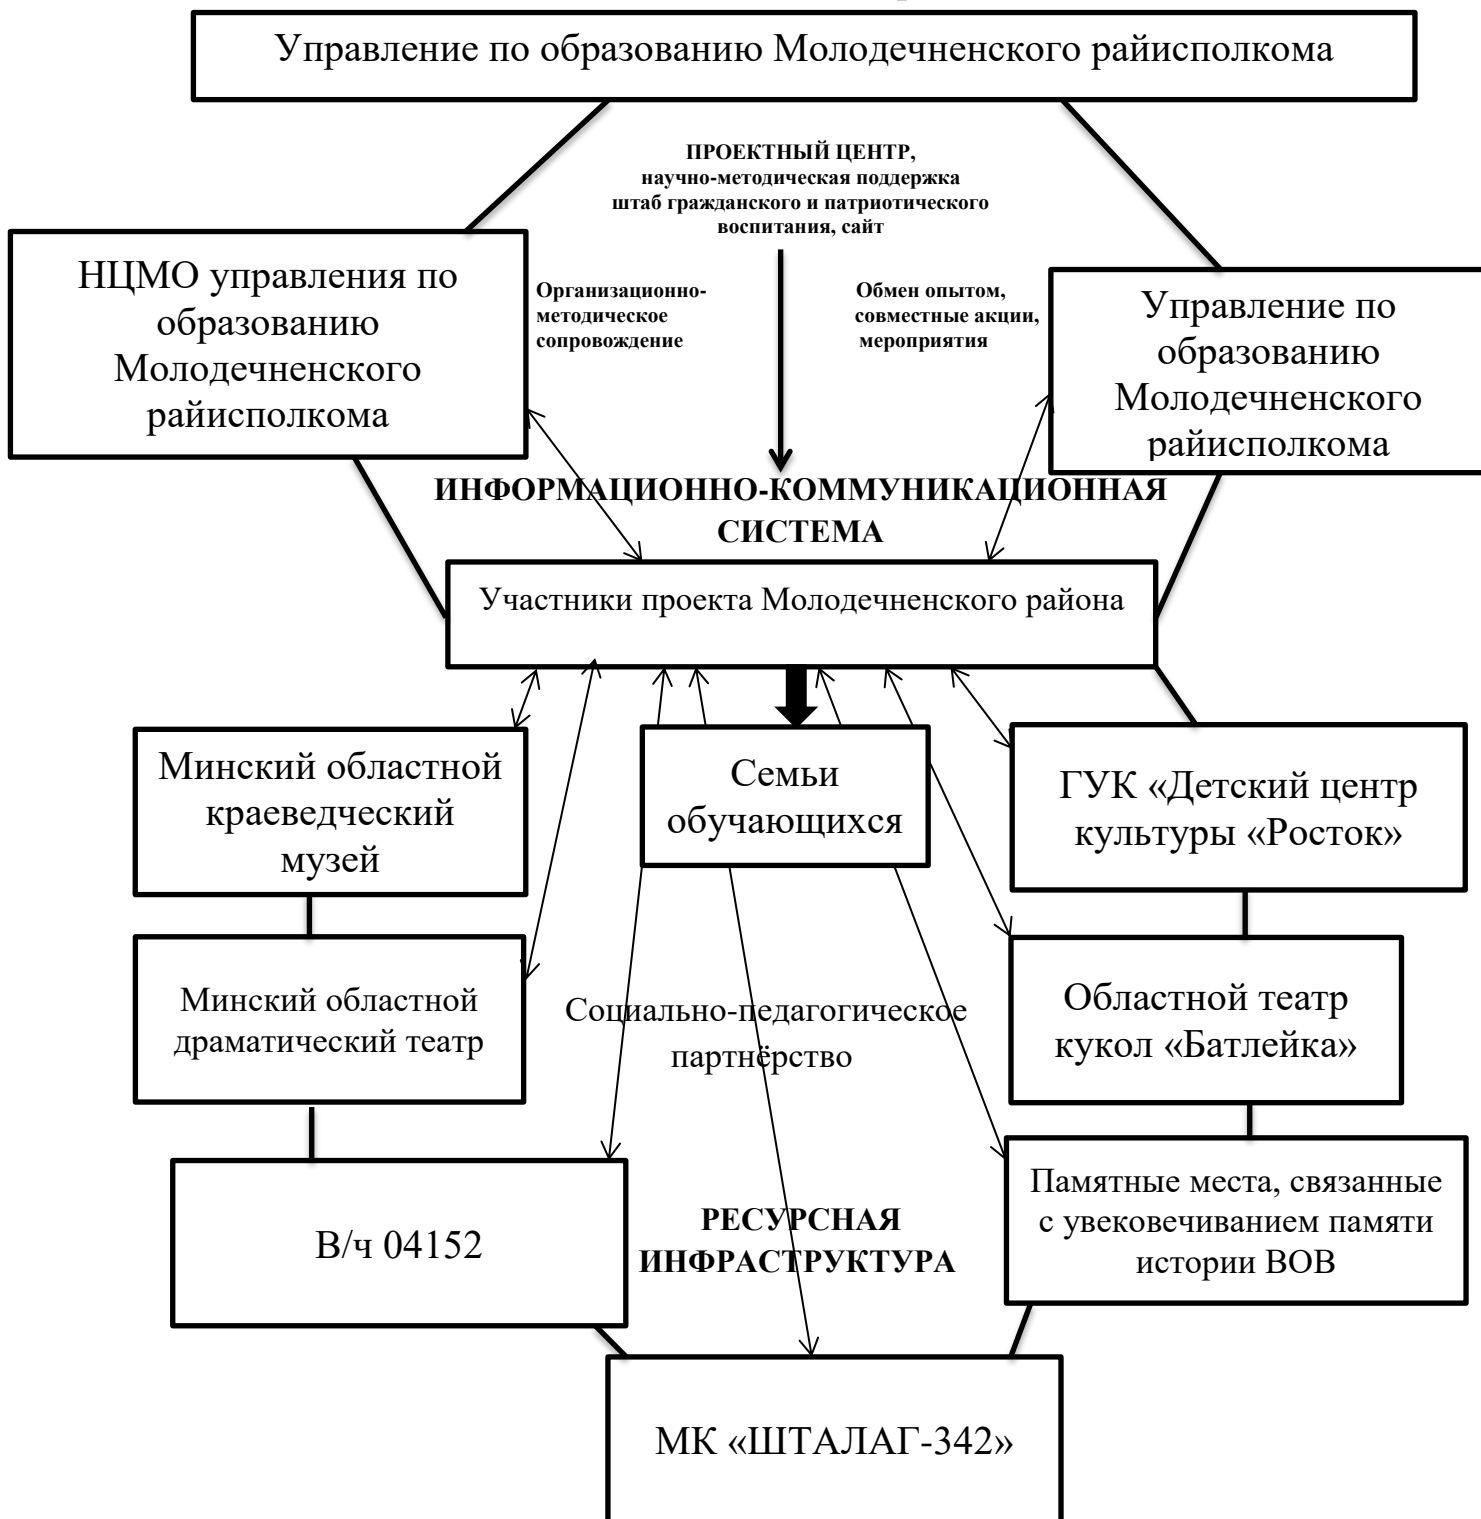 Управление по образованию Молодечненского райисполкома
ПРОЕКТНЫЙ ЦЕНТР,
научно-методическая поддержка
штаб гражданского и патриотического
воспитания, сайт
НЦМО управления по
образованию
Молодечненского
райисполкома
Организационно-
методическое
сопровождение
Обмен опытом,
совместные акции,
мероприятия
Управление по
образованию
Молодечненского
райисполкома
ИНФОРМАЦИОННО-КОММУНИКАЦИОННАЯ
СИСТЕМА
Участники проекта Молодечненского района
Минский областной
краеведческий
музей
Семьи
обучающихся
ГУК «Детский центр
культуры «Росток»
Минский областной
драматический театр
Социально-педагогическое
партнёрство
Областной театр
кукол «Батлейка»
В/ч 04152
РЕСУРСНАЯ
ИНФРАСТРУКТУРА
Памятные места, связанные
с увековечиванием памяти
истории ВОВ
МК «ШТАЛАГ-342»